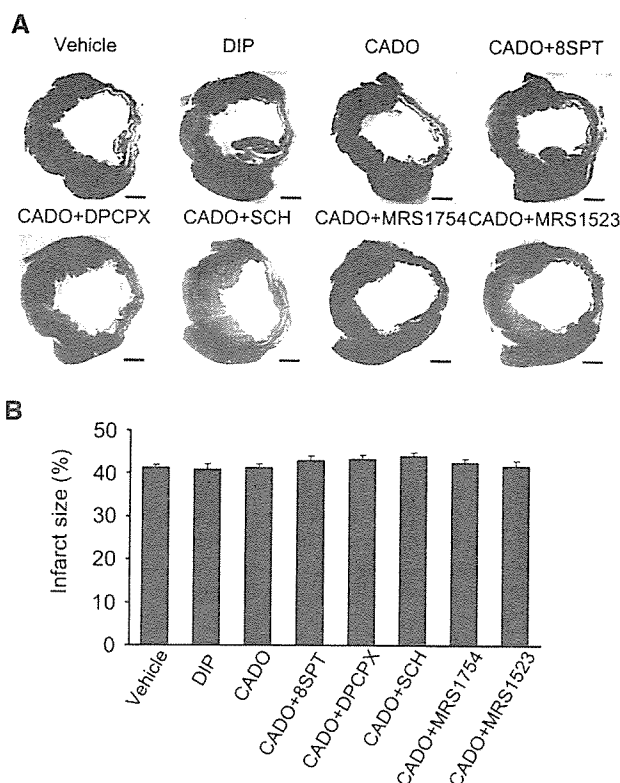 A
Vehicle DIP CADO CADO+8SPT
CADO+DPCPX CADO+SCH CADO+MRS1754 CADO+MRS1523
B
Infarct size (%)
50
40
30
20
10
0
Vehicle
DIP
CADO
CADO+8SPT
CADO+DPCPX
CADO+SCH
CADO+MRS1754
CADO+MRS1523